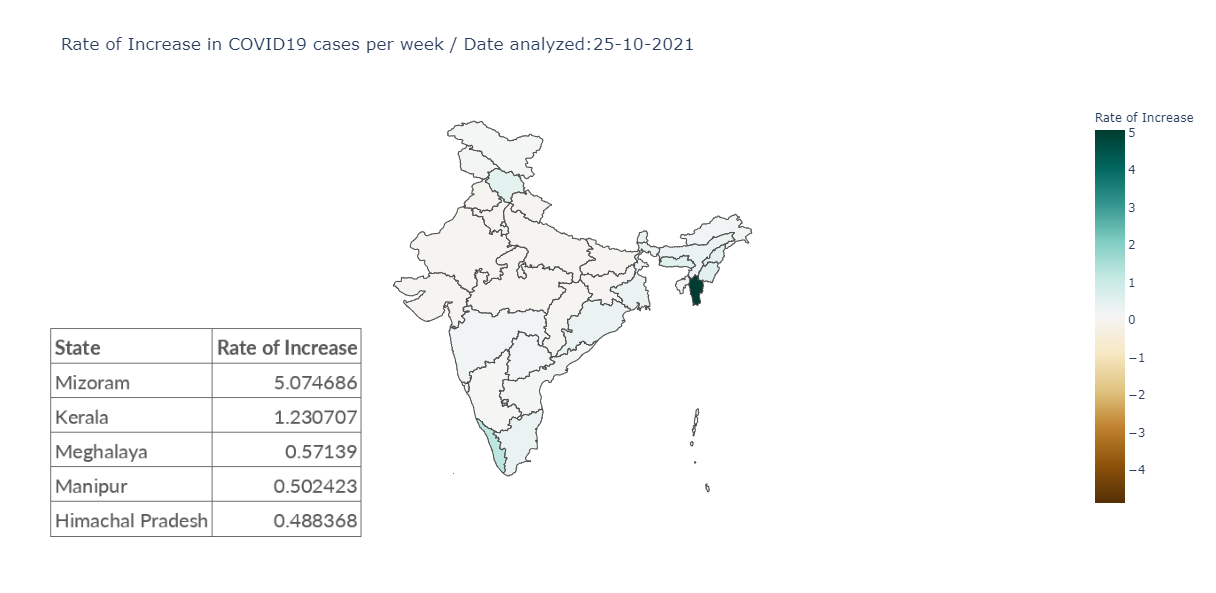 Rate of Increase in COVID19 cases per week / Date analyzed:25-10-2021
Rate of Increase
5
4
3
2
1
0
−1
−2
−3
−4
State Rate of Increase
Mizoram 5.074686
Kerala 1.230707
Meghalaya 0.57139
Manipur 0.502423
Himachal Pradesh 0.488368